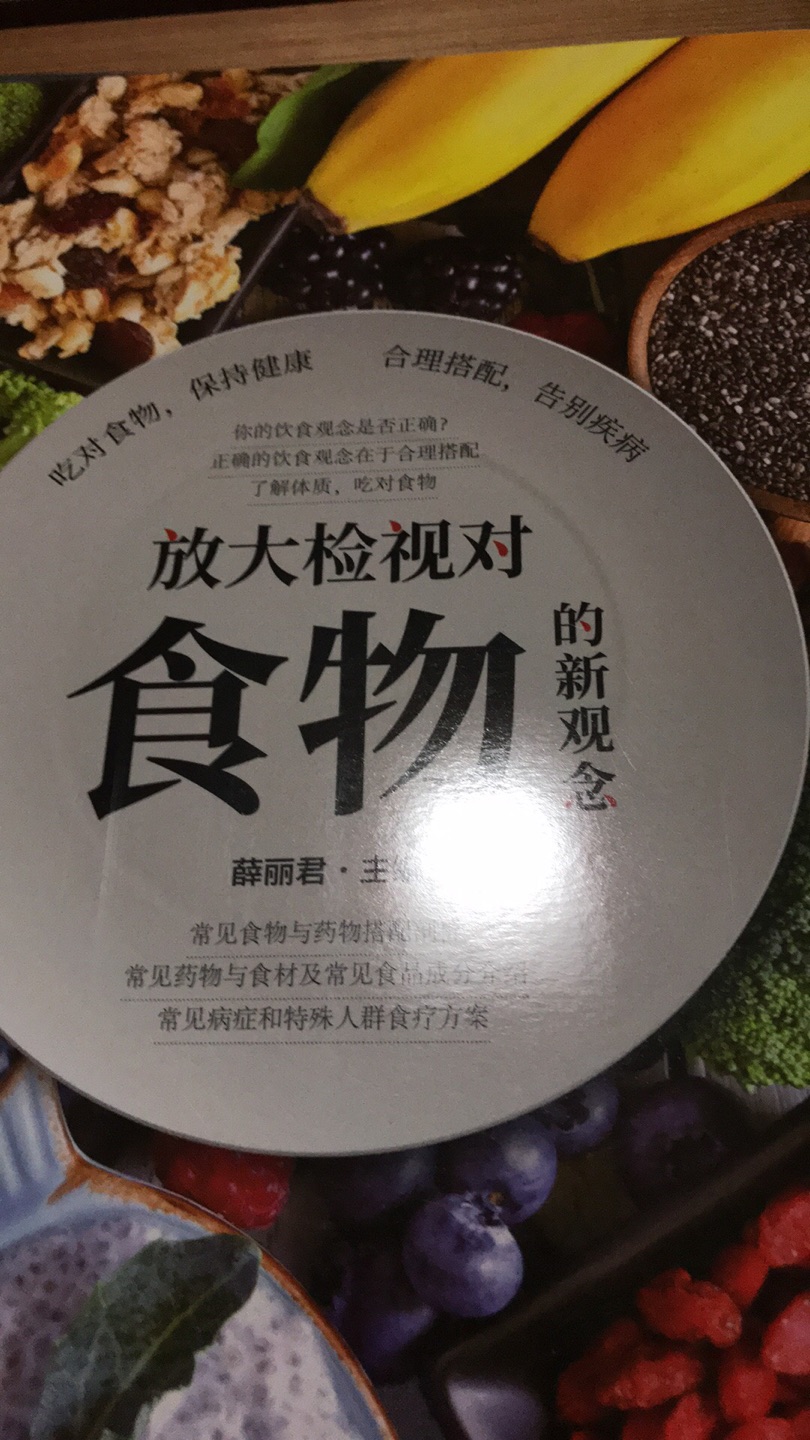 吃对食物，保持健康 合理搭配，告别疾病
你的饮食观念是否正确？
正确的饮食观念在于合理搭配
了解体质，吃对食物
放大检视对
食物
的新观念
薛丽君·主编
常见食物与药物搭配
常见药物与食材及常见食品成分介绍
常见病症和特殊人群食疗方案